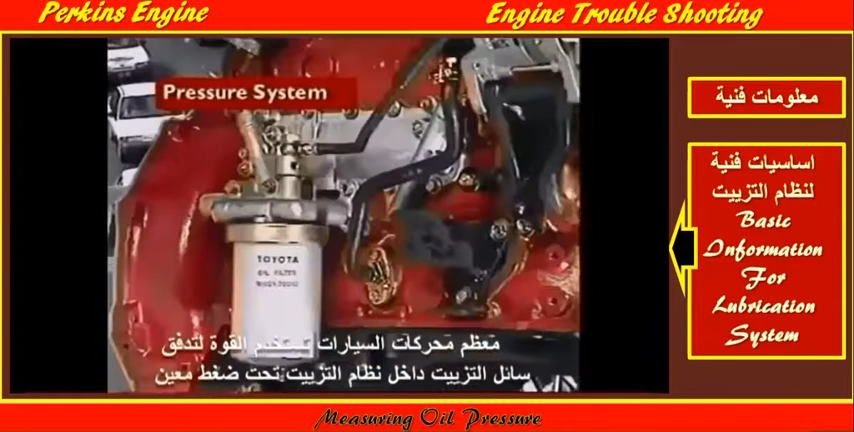 Perkins Engine
Engine Trouble Shooting
Pressure System
TOYOTA
OIL FILTER
معظم محركات السيارات تستخدم القوة لتدفق
سائل التزييت داخل نظام التزييت تحت ضغط معين
معلومات فنية
اساسيات فنية
لنظام التزييت
Basic
Information
For
Lubrication
System
Measuring Oil Pressure